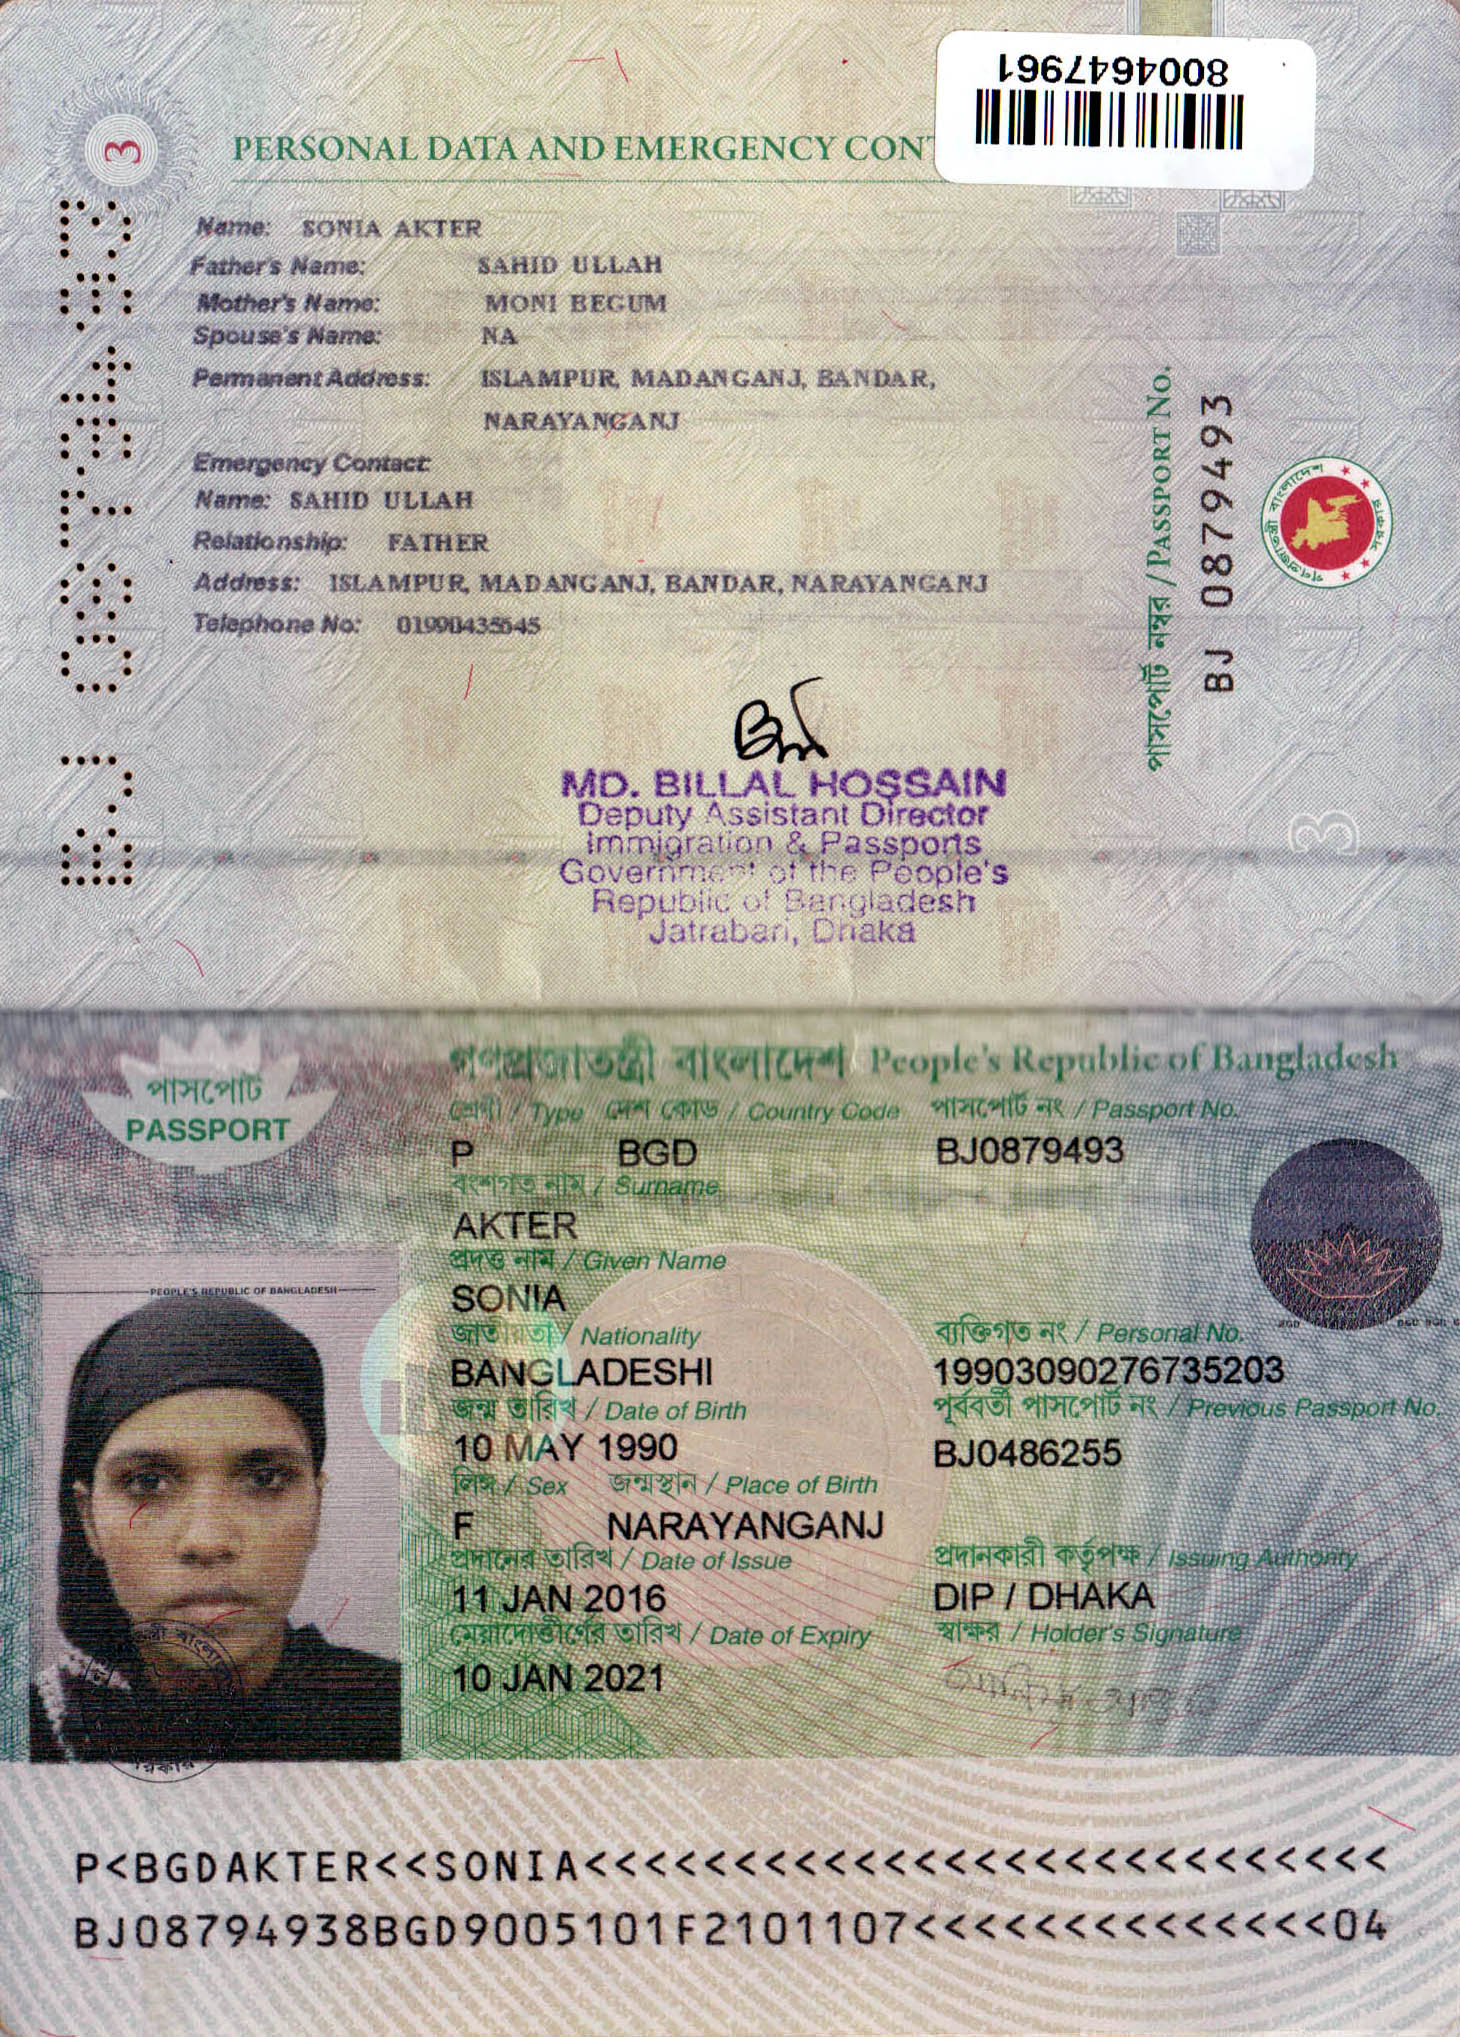 8004647961
3
PERSONAL DATA AND EMERGENCY CONT
Name: SONIA AKTER
Father's Name: SAHID ULLAH
Mother's Name: MONI BEGUM
Spouse's Name: NA
Permanent Address: ISLAMPUR, MADANGANJ, BANDAR,
NARAYANGANJ
Emergency Contact:
Name: SAHID ULLAH
Relationship: FATHER
Address: ISLAMPUR, MADANGANJ, BANDAR, NARAYANGANJ
Telephone No:
পাসপোর্ট নম্বর / PASSPORT No.
BJ 0879493
BJ 0879493
MD. BILLAL HOSSAIN
Deputy Assistant Director
Immigration & Passports
Government of the People's
Republic of Bangladesh
Jatrabari, Dhaka
3
পাসপোর্ট
PASSPORT
গণপ্রজাতন্ত্রী বাংলাদেশ People's Republic of Bangladesh
শ্রেণী / Type দেশ কোড / Country Code পাসপোর্ট নং / Passport No.
P BGD BJ0879493
বংশগত নাম / Surname
AKTER
প্রদত্ত নাম / Given Name
SONIA
PEOPLE'S REPUBLIC OF BANGLADESH
জাতীয়তা / Nationality ব্যক্তিগত নং / Personal No.
BANGLADESHI 19903090276735203
জন্ম তারিখ / Date of Birth পূর্ববর্তী পাসপোর্ট নং / Previous Passport No.
10 MAY 1990 BJ0486255
লিঙ্গ / Sex জন্মস্থান / Place of Birth
F NARAYANGANJ
প্রদানের তারিখ / Date of Issue প্রদানকারী কর্তৃপক্ষ / Issuing Authority
11 JAN 2016 DIP / DHAKA
মেয়াদোত্তীর্ণের তারিখ / Date of Expiry স্বাক্ষর / Holder's Signature
10 JAN 2021
P<BGDAKTER<<SONIA<<<<<<<<<<<<<<<<<<<<<<<<<<<
BJ08794938BGD9005101F2101107<<<<<<<<<<<<<<04